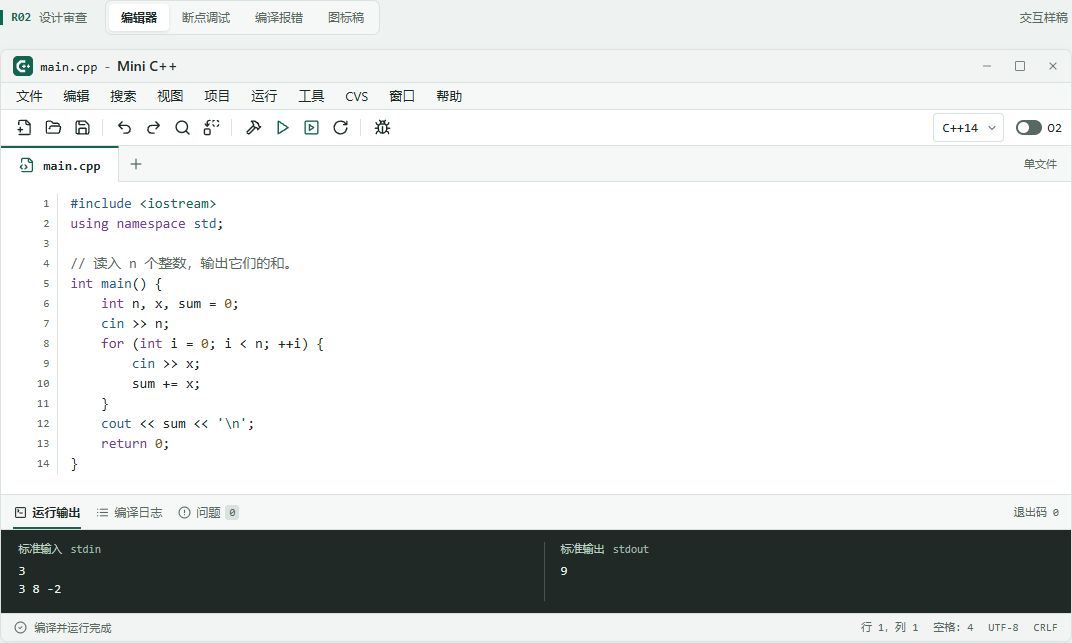 R02 设计审查 编辑器 断点调试 编译报错 图标稿 交互样稿
main.cpp - Mini C++
文件 编辑 搜索 视图 项目 运行 工具 CVS 窗口 帮助
C++14 O2
main.cpp + 单文件
1 #include <iostream>
2 using namespace std;
3
4 // 读入 n 个整数，输出它们的和。
5 int main() {
6     int n, x, sum = 0;
7     cin >> n;
8     for (int i = 0; i < n; ++i) {
9         cin >> x;
10         sum += x;
11     }
12     cout << sum << '\n';
13     return 0;
14 }
运行输出 编译日志 问题 0 退出码 0
标准输入 stdin
3
3 8 -2
标准输出 stdout
9
编译并运行完成 行 1, 列 1 空格: 4 UTF-8 CRLF